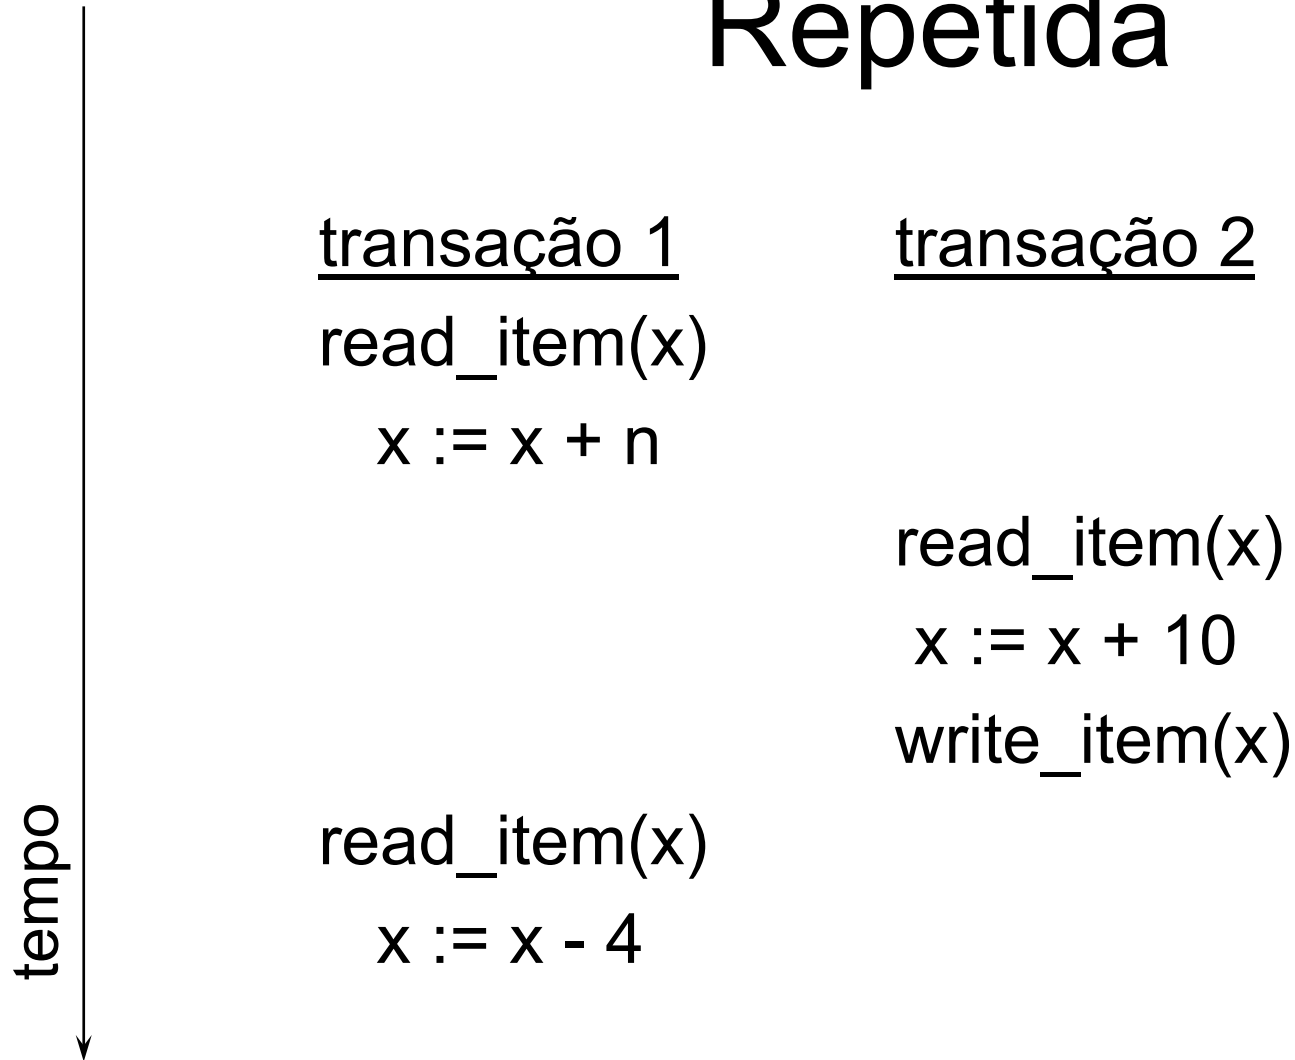 Repetida
transação 1 transação 2
read_item(x)
x := x + n
read_item(x)
x := x + 10
write_item(x)
read_item(x)
x := x - 4
tempo